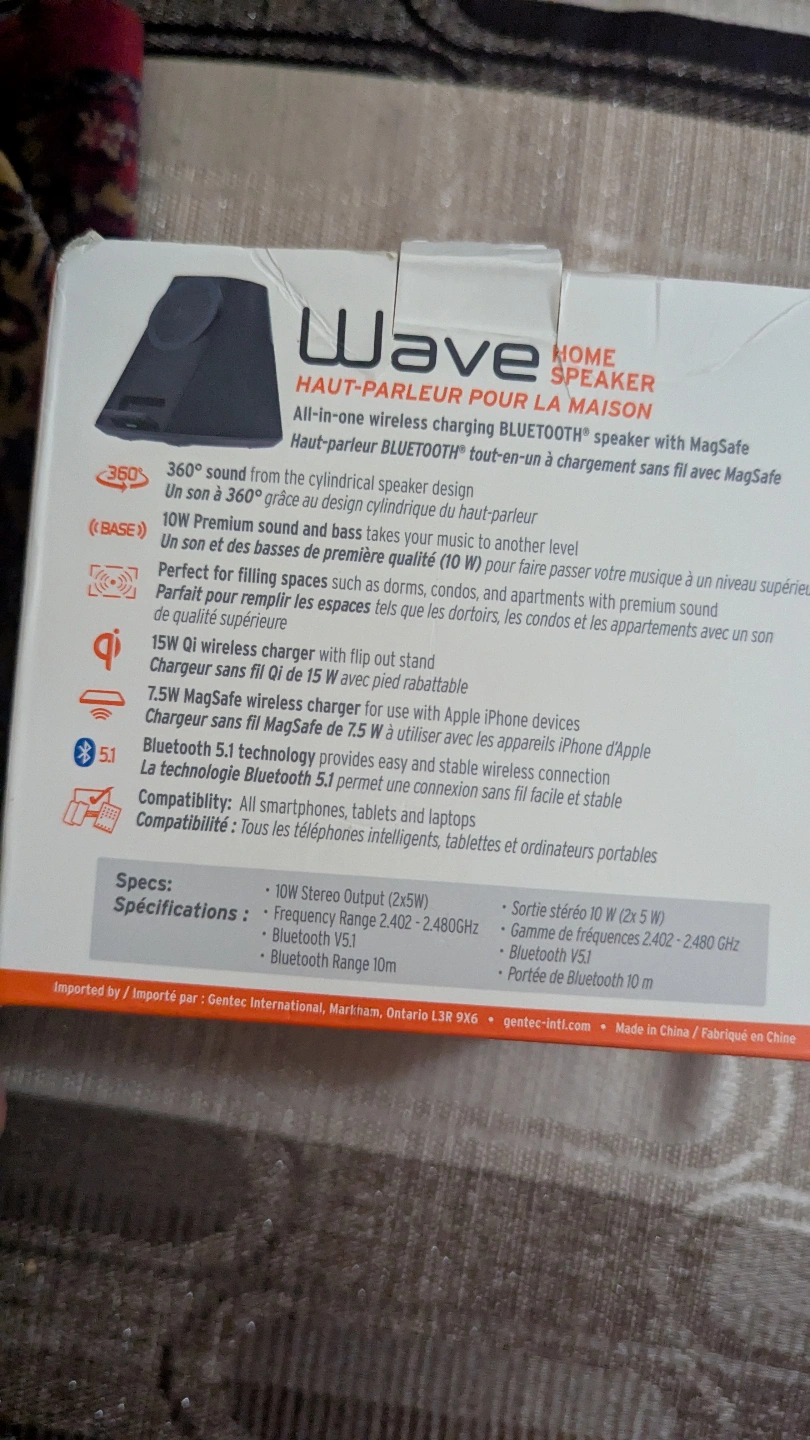 Wave HOME SPEAKER
HAUT-PARLEUR POUR LA MAISON
All-in-one wireless charging BLUETOOTH® speaker with MagSafe
Haut-parleur BLUETOOTH® tout-en-un à chargement sans fil avec MagSafe
360°
360° sound from the cylindrical speaker design
Un son à 360° grâce au design cylindrique du haut-parleur
((BASE))
10W Premium sound and bass takes your music to another level
Un son et des basses de première qualité (10 W) pour faire passer votre musique à un niveau supérieu
Perfect for filling spaces such as dorms, condos, and apartments with premium sound
Parfait pour remplir les espaces tels que les dortoirs, les condos et les appartements avec un son
de qualité supérieure
qi
15W Qi wireless charger with flip out stand
Chargeur sans fil Qi de 15 W avec pied rabattable
7.5W MagSafe wireless charger for use with Apple iPhone devices
Chargeur sans fil MagSafe de 7.5 W à utiliser avec les appareils iPhone d'Apple
5.1
Bluetooth 5.1 technology provides easy and stable wireless connection
La technologie Bluetooth 5.1 permet une connexion sans fil facile et stable
Compatiblity: All smartphones, tablets and laptops
Compatibilité : Tous les téléphones intelligents, tablettes et ordinateurs portables
Specs:
Spécifications :
• 10W Stereo Output (2x5W)
• Frequency Range 2.402 - 2.480GHz
• Bluetooth V5.1
• Bluetooth Range 10m
• Sortie stéréo 10 W (2x 5 W)
• Gamme de fréquences 2.402 - 2.480 GHz
• Bluetooth V5.1
• Portée de Bluetooth 10 m
Imported by / Importé par : Gentec International, Markham, Ontario L3R 9X6 • gentec-intl.com • Made in China / Fabriqué en Chine